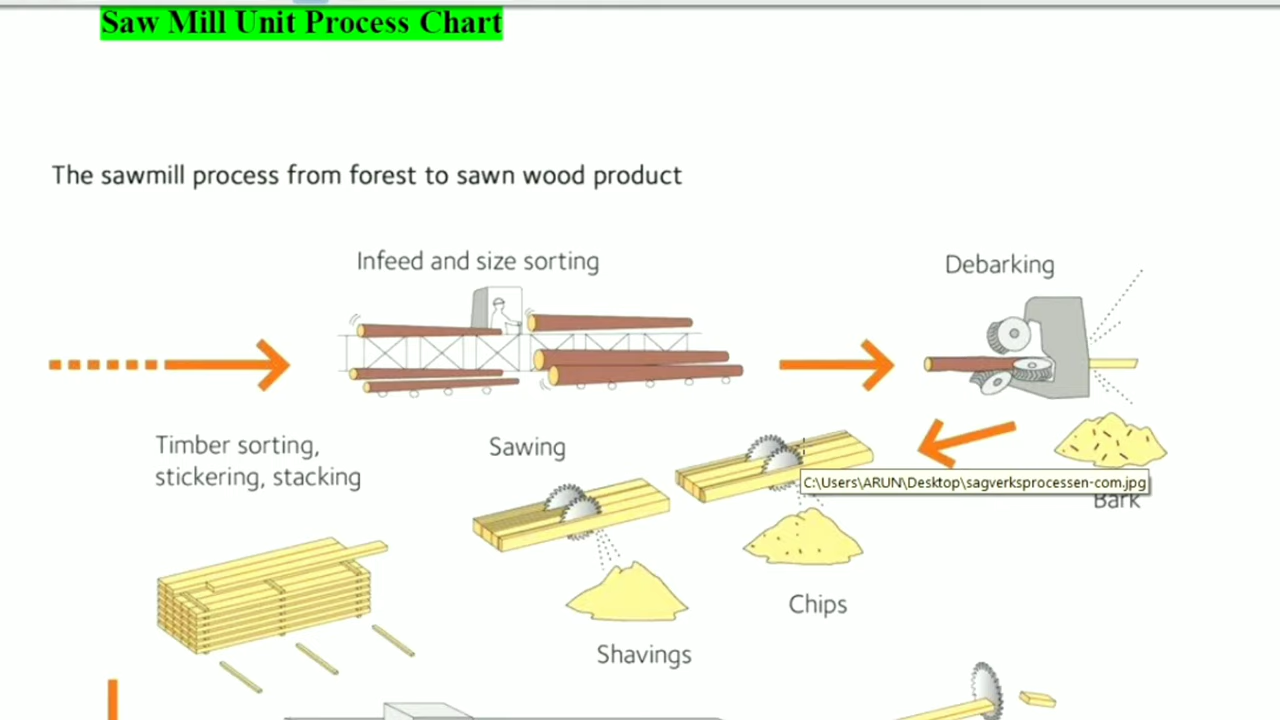 Saw Mill Unit Process Chart
The sawmill process from forest to sawn wood product
Infeed and size sorting
Debarking
Timber sorting,
stickering, stacking
Sawing
C:\Users\ARUN\Desktop\sagverksprocessen-com.jpg
Bark
Chips
Shavings